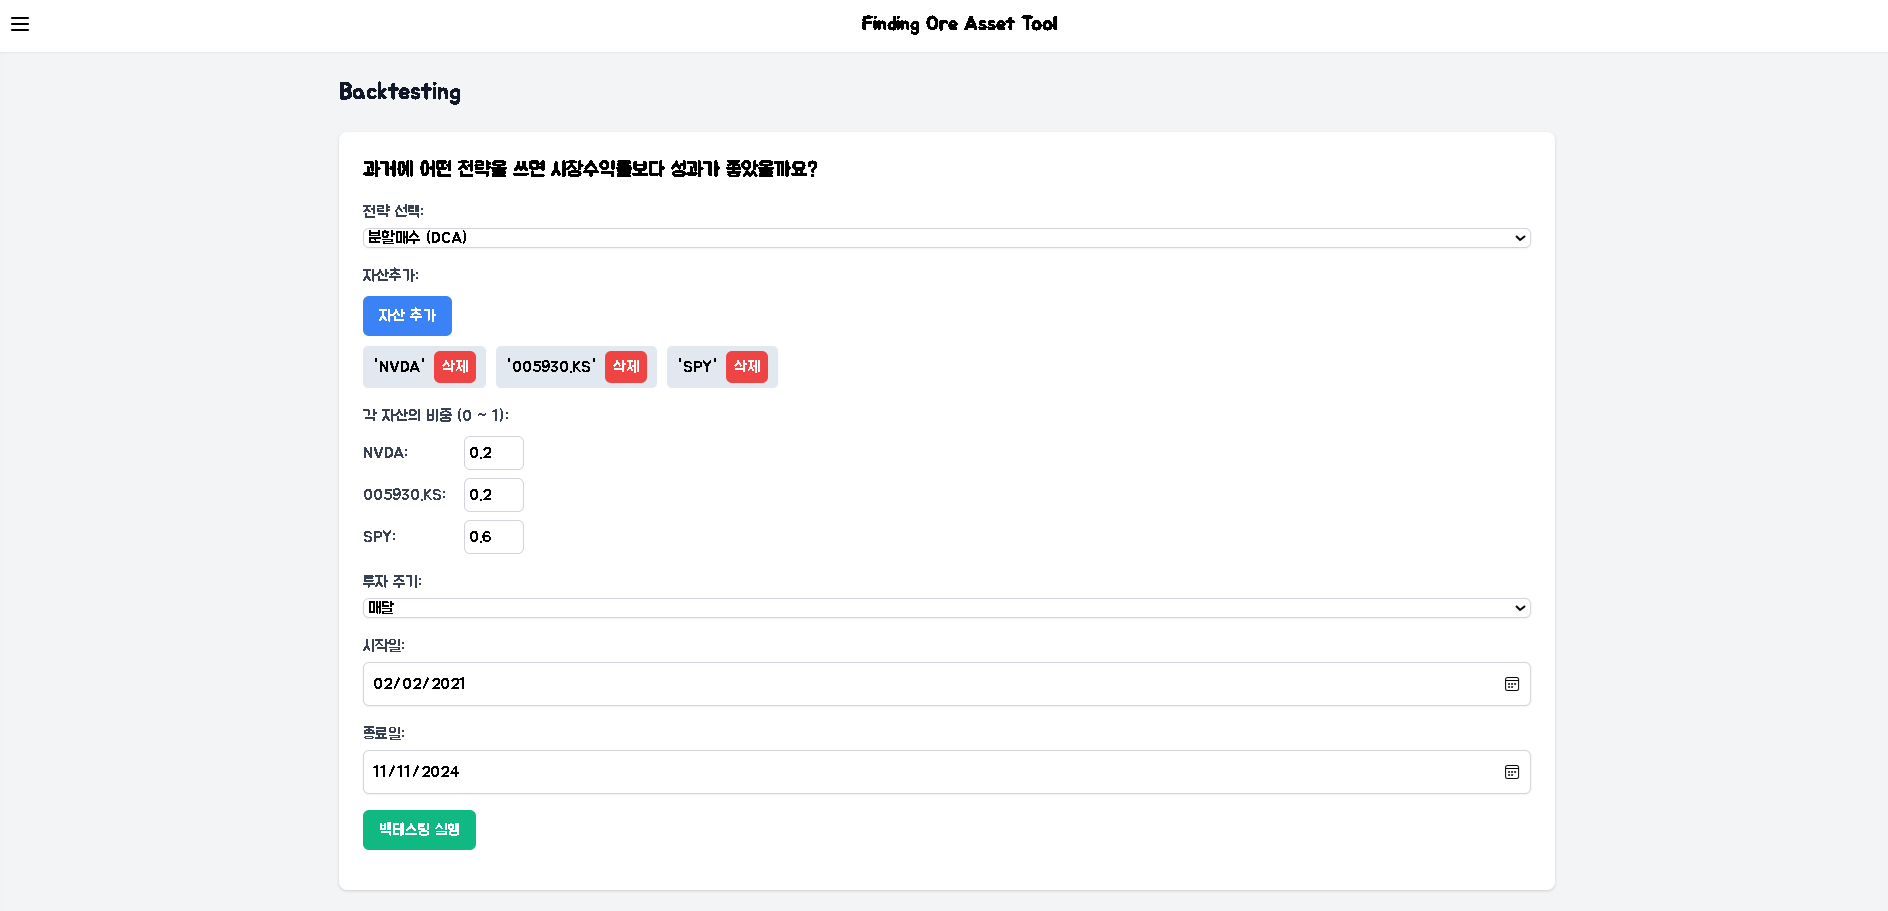 Finding Ore Asset Tool
Backtesting
과거에 어떤 전략을 쓰면 시장수익률보다 성과가 좋았을까요?
전략 선택:
분할매수 (DCA)
자산추가:
자산 추가
'NVDA' 삭제 '005930.KS' 삭제 'SPY' 삭제
각 자산의 비중 (0 ~ 1):
NVDA: 0.2
005930.KS: 0.2
SPY: 0.6
투자 주기:
매달
시작일:
02/02/2021
종료일:
11/11/2024
백테스팅 실행